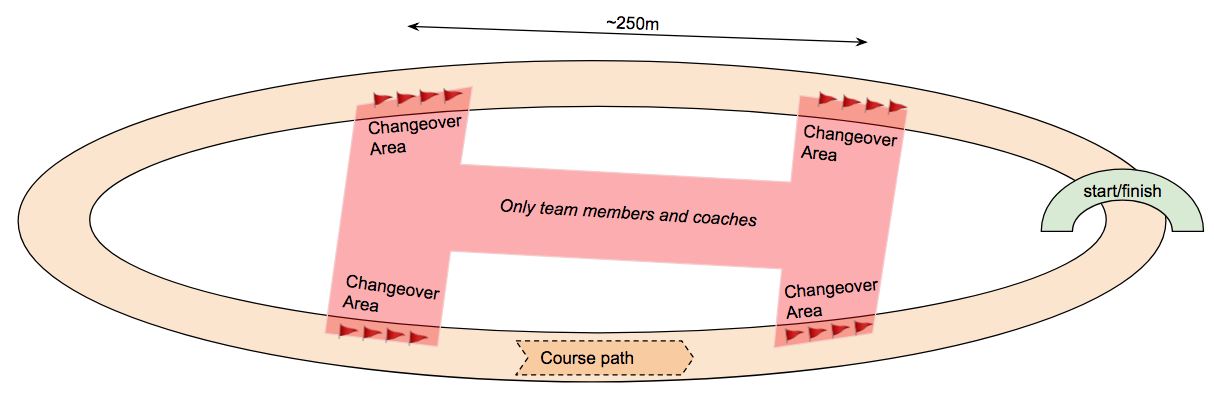 ~250m
Changeover
Area
Changeover
Area
start/finish
Only team members and coaches
Changeover
Area
Changeover
Area
Course path